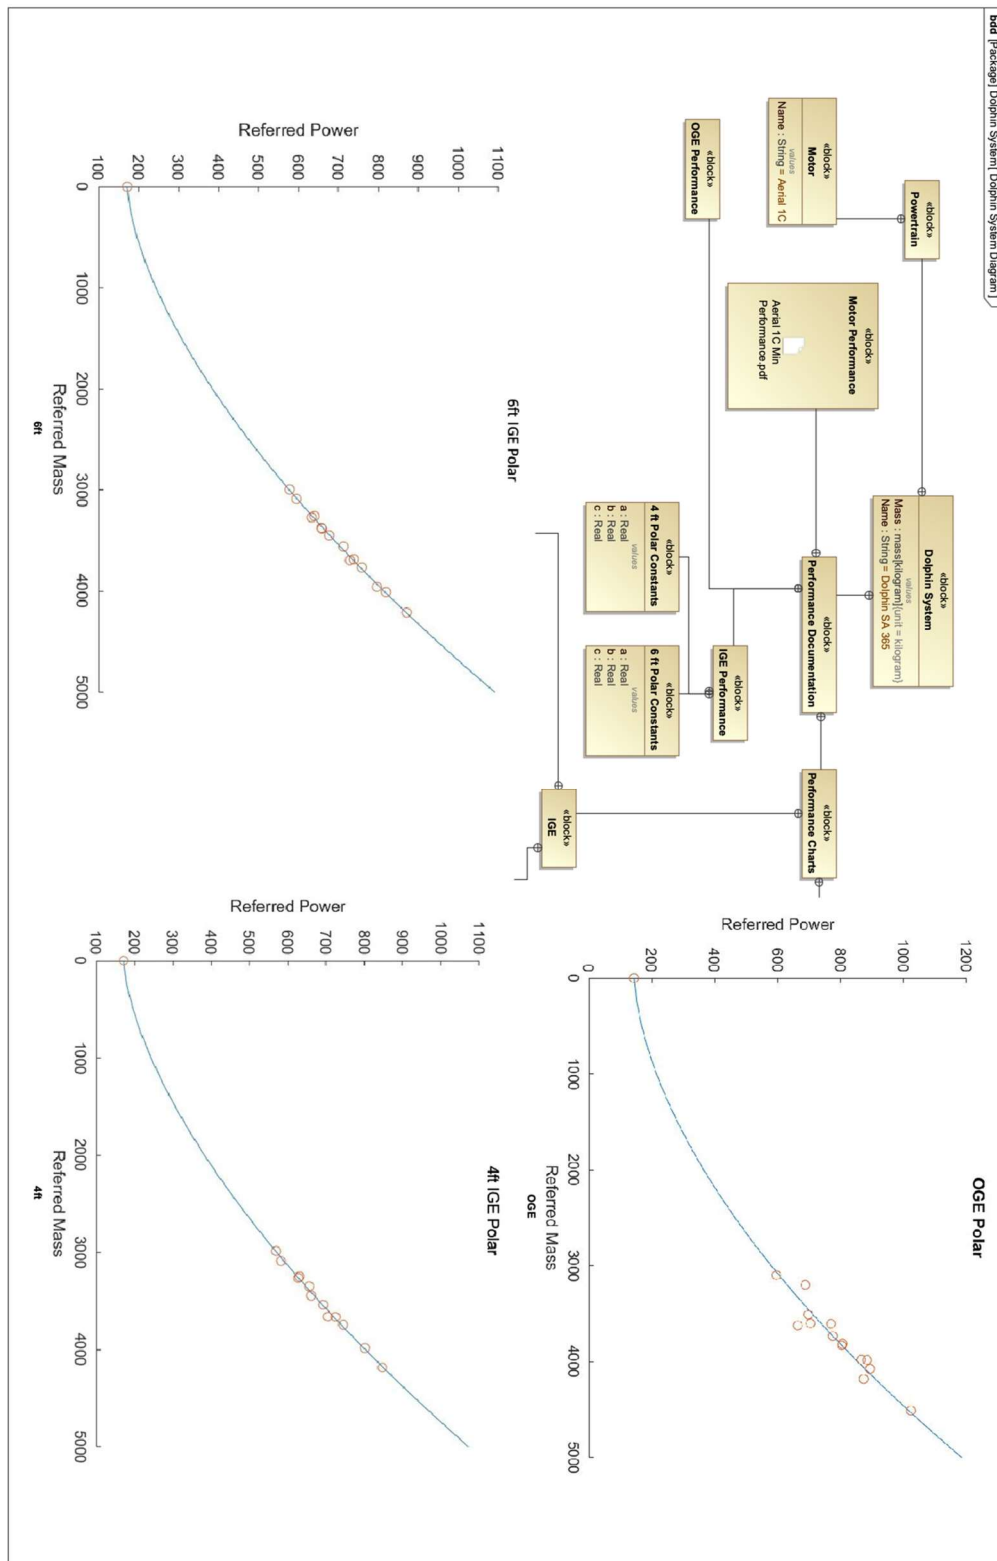 bdd [Package] Dolphin System[ Dolphin System Diagram ]
«block»
Powertrain
«block»
Motor
values
Name : String = Aerial 1C
«block»
OGE Performance
«block»
Motor Performance
Aerial 1C Min
Performance.pdf
«block»
Dolphin System
values
Mass : mass[kilogram]{unit = kilogram}
Name : String = Dolphin SA 365
«block»
Performance Documentation
«block»
IGE Performance
«block»
4 ft Polar Constants
values
a : Real
b : Real
c : Real
«block»
6 ft Polar Constants
values
a : Real
b : Real
c : Real
«block»
Performance Charts
«block»
IGE
OGE Polar
1200
1000
800
600
400
200
0
Referred Power
0
1000
2000
3000
4000
5000
Referred Mass
OGE
6ft IGE Polar
1100
1000
900
800
700
600
500
400
300
200
100
Referred Power
0
1000
2000
3000
4000
5000
Referred Mass
6ft
4ft IGE Polar
1100
1000
900
800
700
600
500
400
300
200
100
Referred Power
0
1000
2000
3000
4000
5000
Referred Mass
4ft